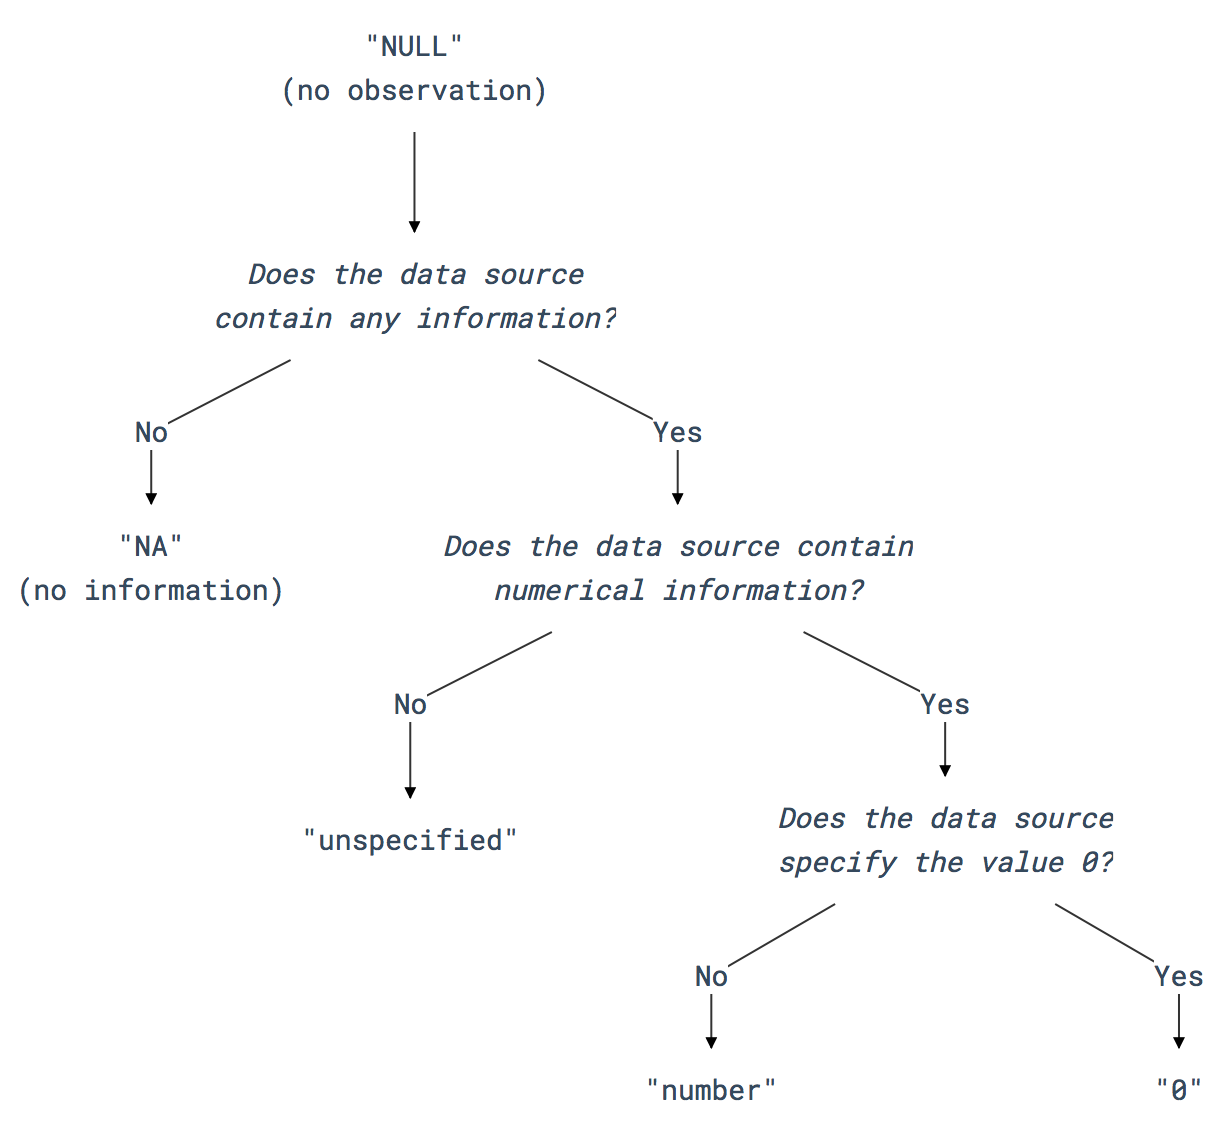 "NULL"
(no observation)
Does the data source
contain any information?
No
Yes
"NA"
(no information)
Does the data source contain
numerical information?
No
Yes
"unspecified"
Does the data source
specify the value 0?
No
Yes
"number"
"0"